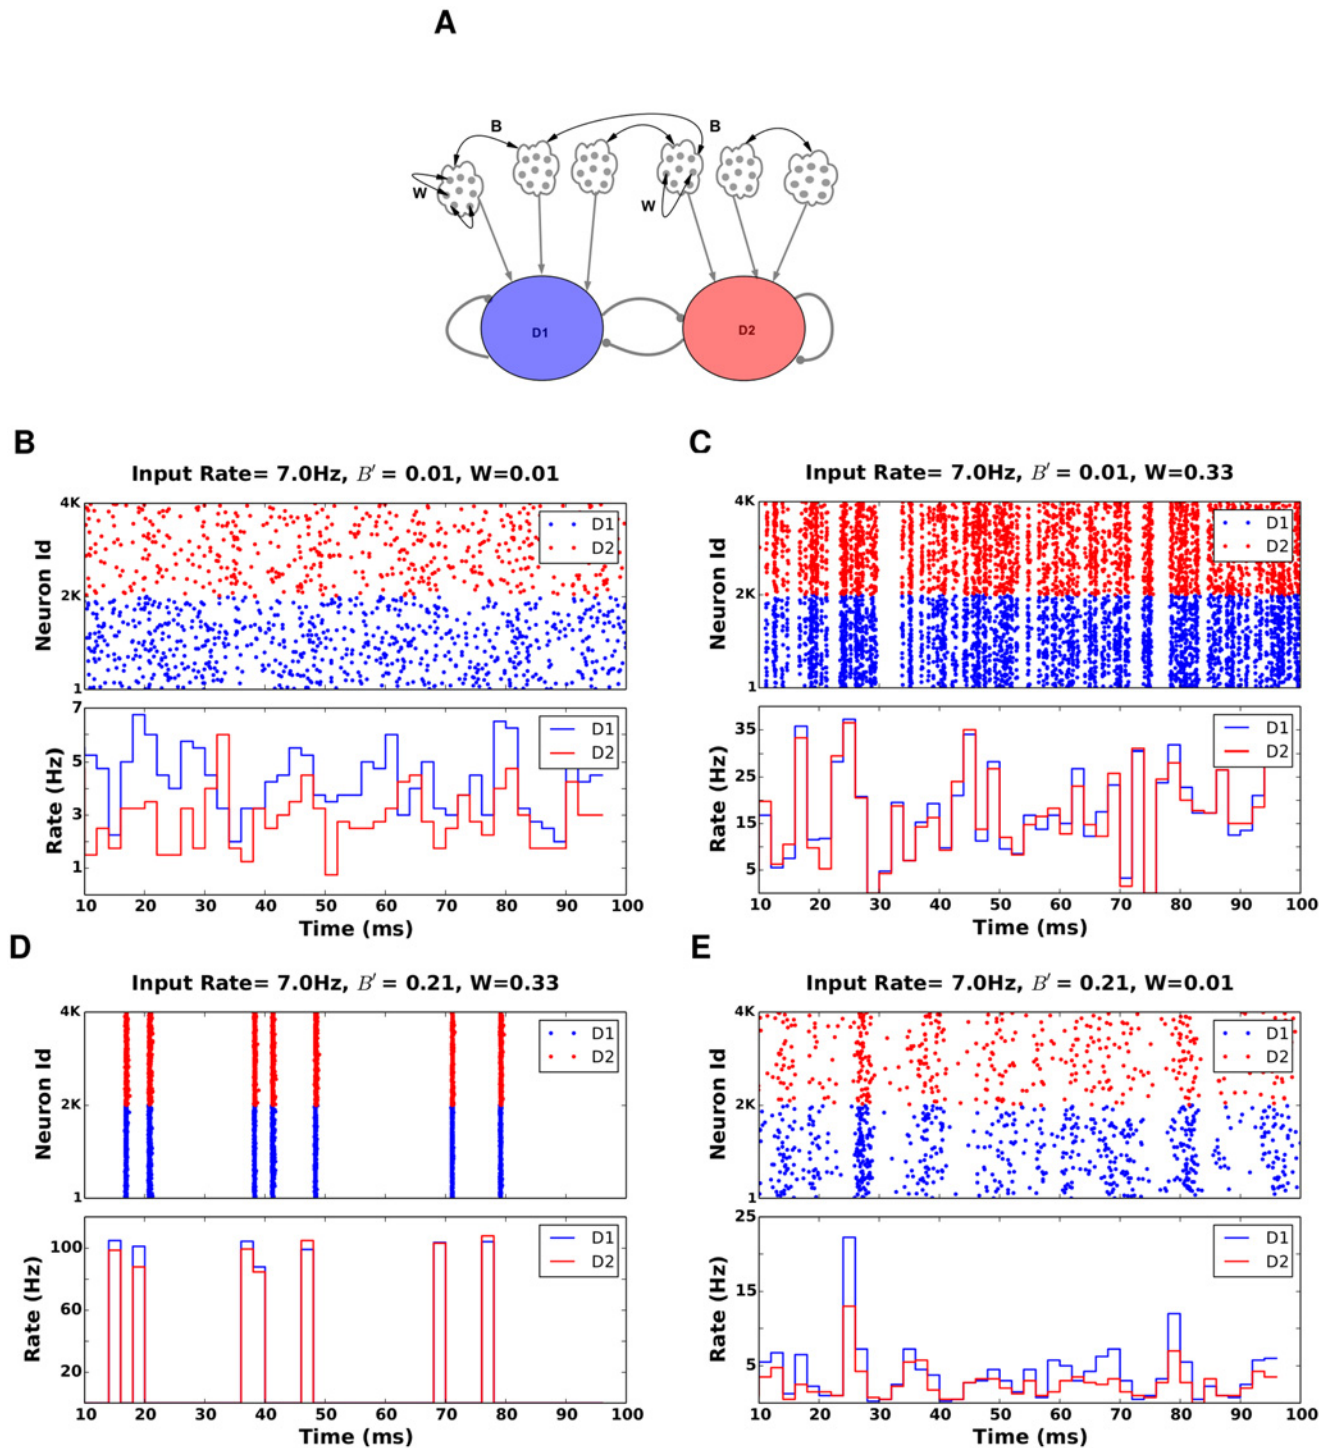 A
B
B
W
W
D1
D2
B
Input Rate= 7.0Hz, B′ = 0.01, W=0.01
4K
2K
1
Neuron Id
D1
D2
7
5
3
1
Rate (Hz)
D1
D2
10 20 30 40 50 60 70 80 90 100
Time (ms)
C
Input Rate= 7.0Hz, B′ = 0.01, W=0.33
4K
2K
1
Neuron Id
D1
D2
35
25
15
5
Rate (Hz)
D1
D2
10 20 30 40 50 60 70 80 90 100
Time (ms)
D
Input Rate= 7.0Hz, B′ = 0.21, W=0.33
4K
2K
1
Neuron Id
D1
D2
100
60
20
Rate (Hz)
D1
D2
10 20 30 40 50 60 70 80 90 100
Time (ms)
E
Input Rate= 7.0Hz, B′ = 0.21, W=0.01
4K
2K
1
Neuron Id
D1
D2
25
15
5
Rate (Hz)
D1
D2
10 20 30 40 50 60 70 80 90 100
Time (ms)